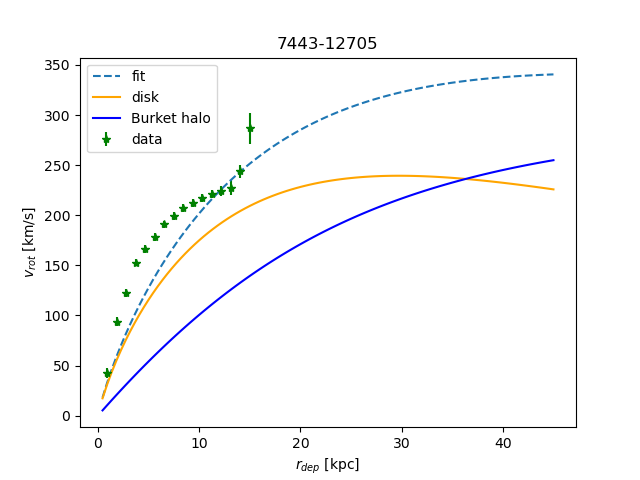 7443-12705
fit
disk
Burket halo
data
350
300
250
200
150
100
50
0
v_rot [km/s]
0 10 20 30 40
r_dep [kpc]